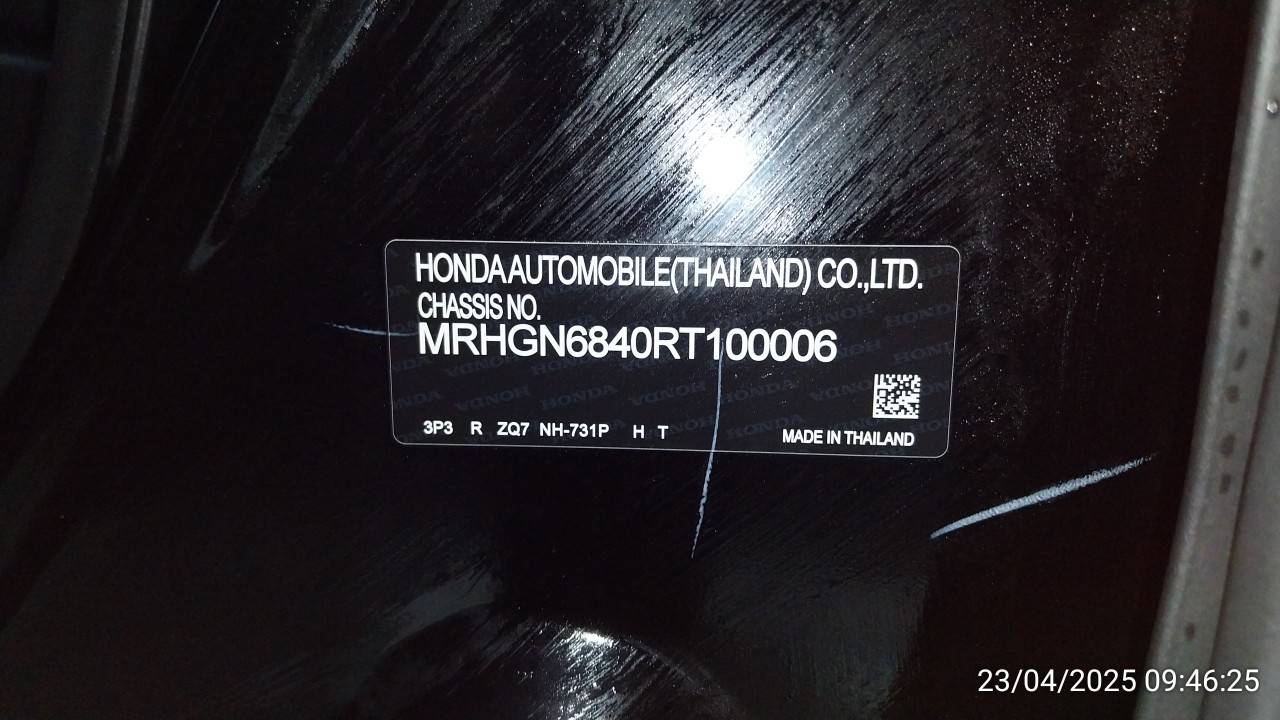 HONDA AUTOMOBILE(THAILAND) CO.,LTD.
CHASSIS NO.
MRHGN6840RT100006
3P3 R ZQ7 NH-731P H T
MADE IN THAILAND
23/04/2025 09:46:25